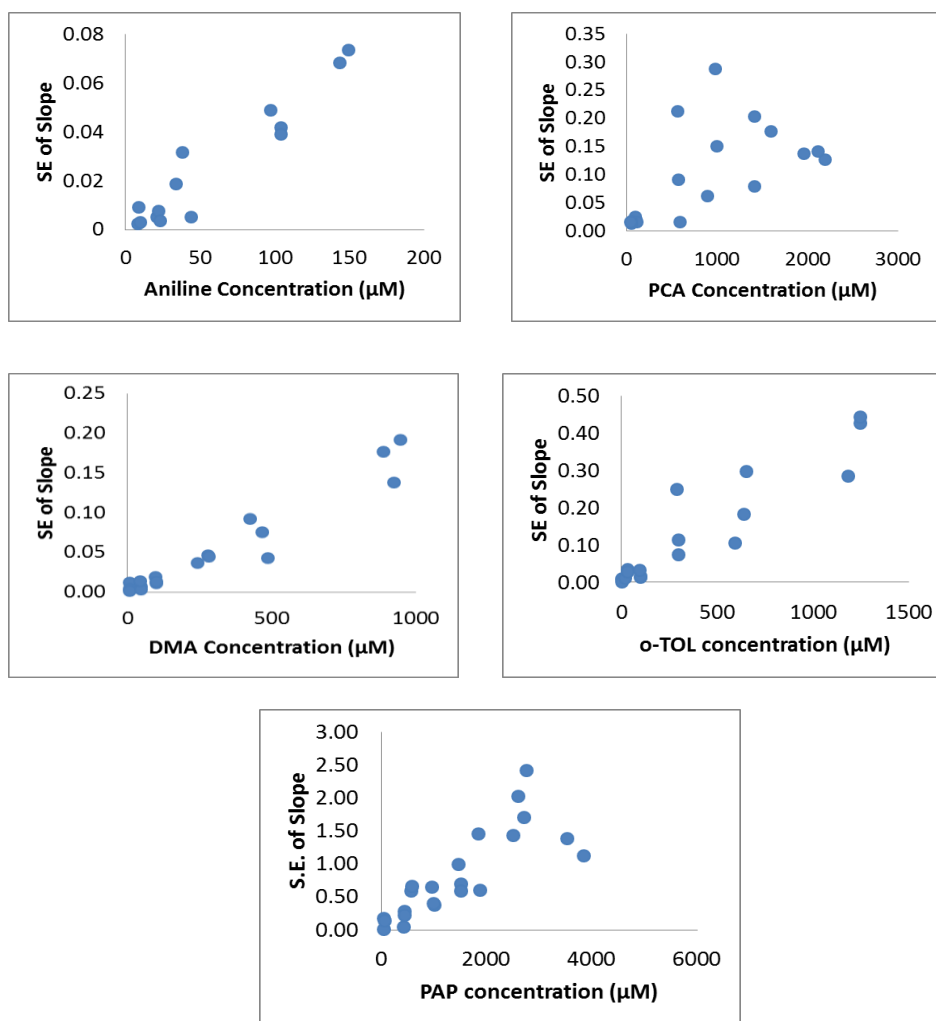 0.08
0.06
0.04
0.02
0
SE of Slope
0 50 100 150 200
Aniline Concentration (µM)
0.35
0.30
0.25
0.20
0.15
0.10
0.05
0.00
SE of Slope
0 1000 2000 3000
PCA Concentration (µM)
0.25
0.20
0.15
0.10
0.05
0.00
SE of Slope
0 500 1000
DMA Concentration (µM)
0.50
0.40
0.30
0.20
0.10
0.00
SE of Slope
0 500 1000 1500
o-TOL concentration (µM)
3.00
2.50
2.00
1.50
1.00
0.50
0.00
S.E. of Slope
0 2000 4000 6000
PAP concentration (µM)